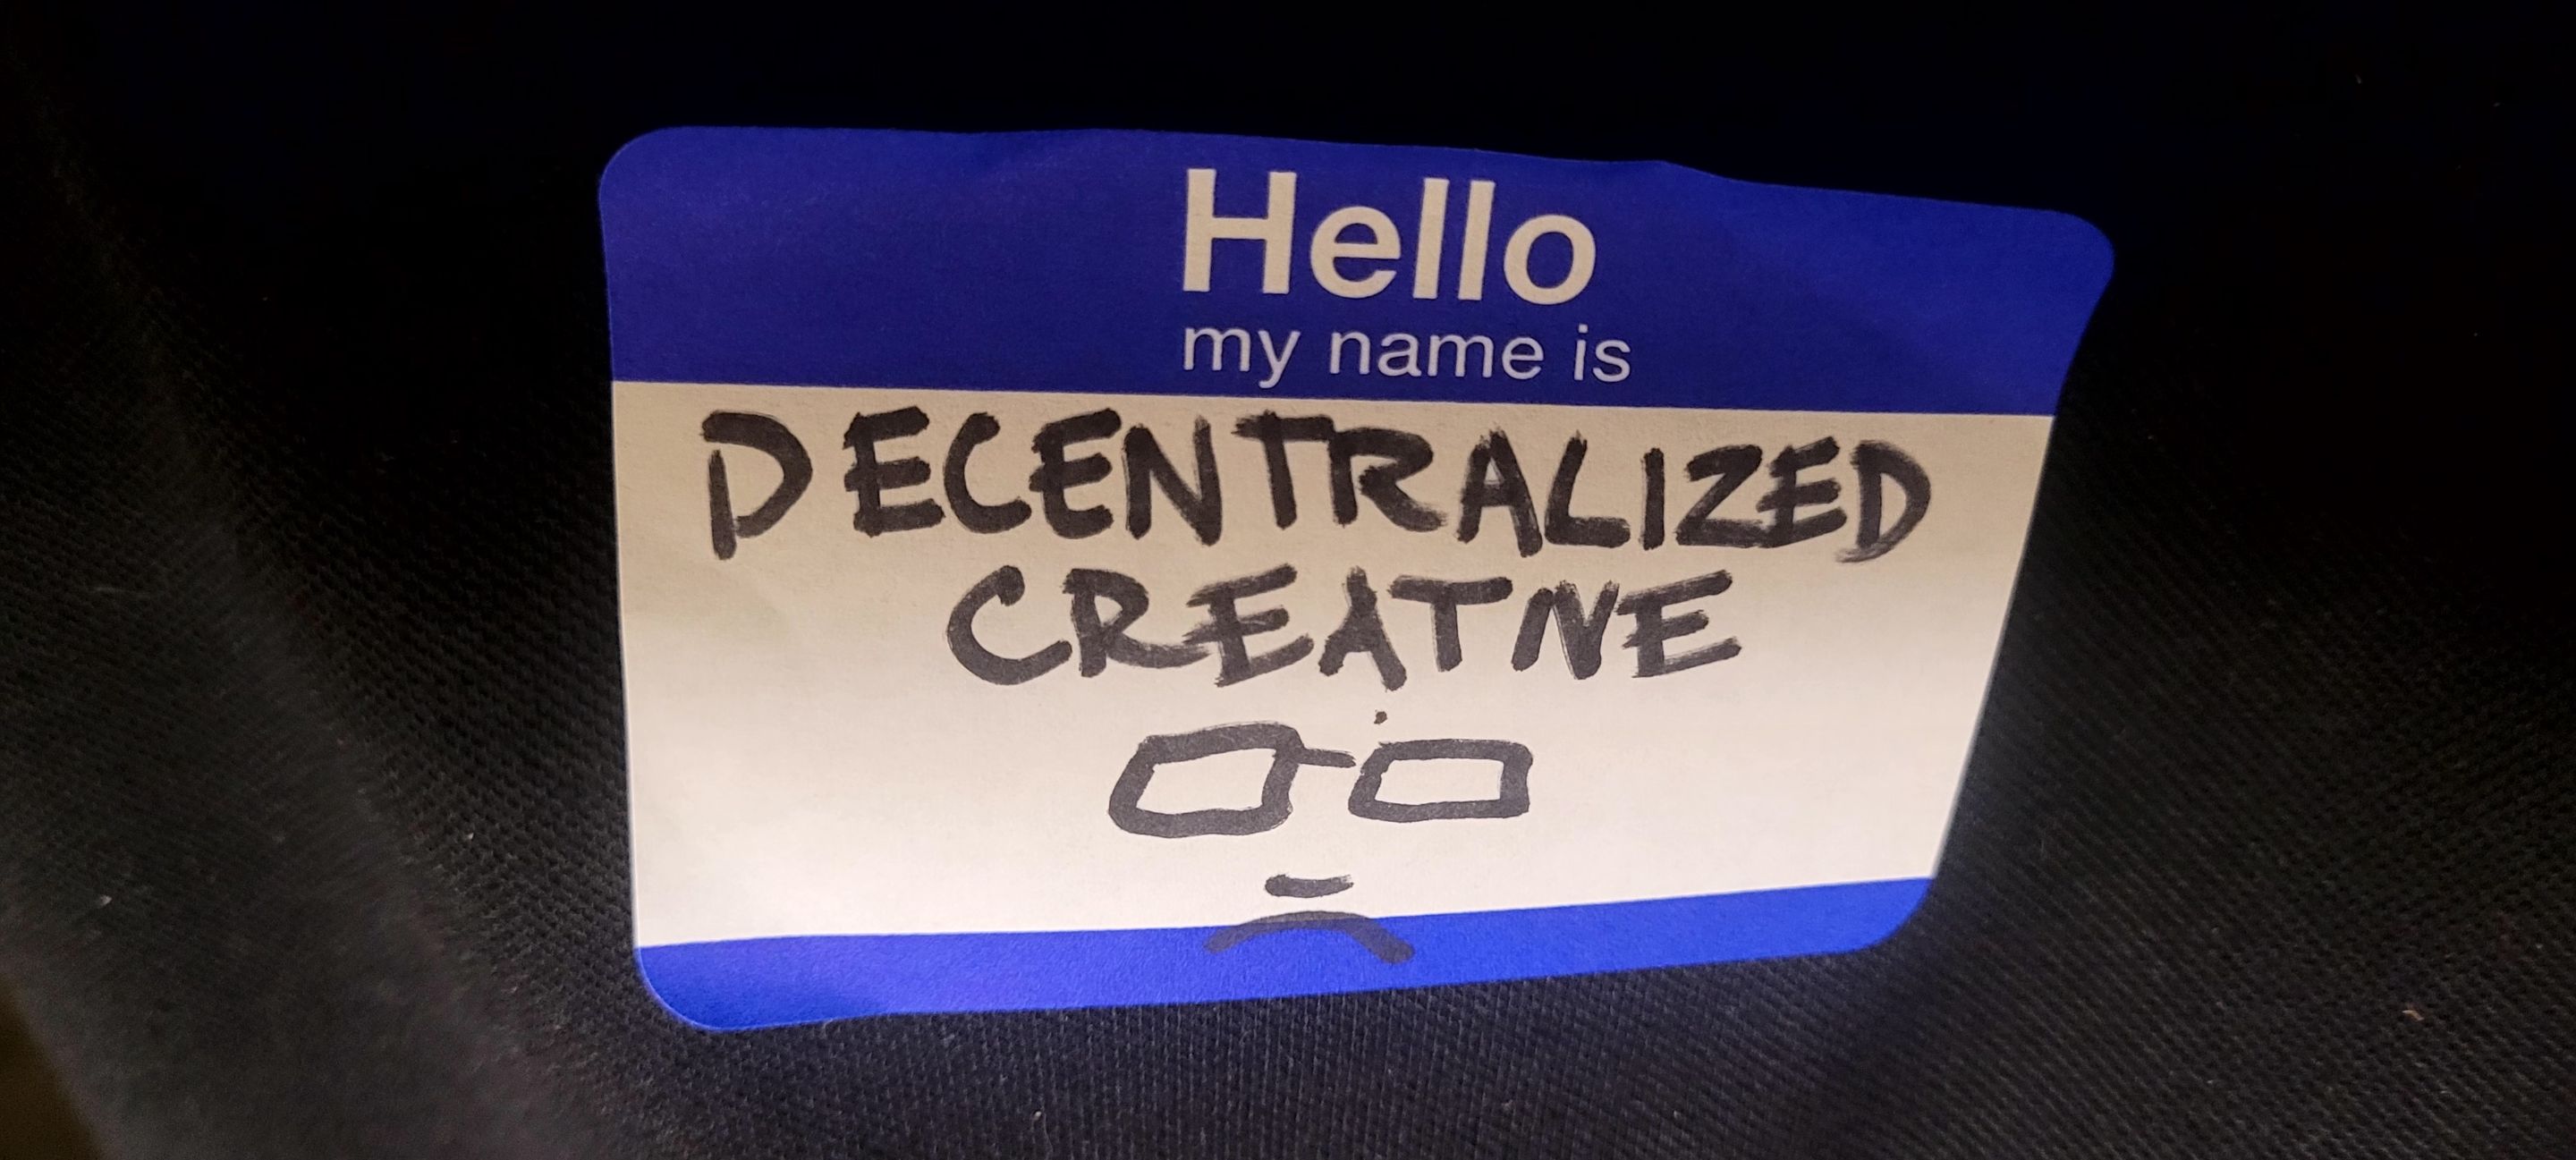 Hello
my name is
DECENTRALIZED
CREATIVE